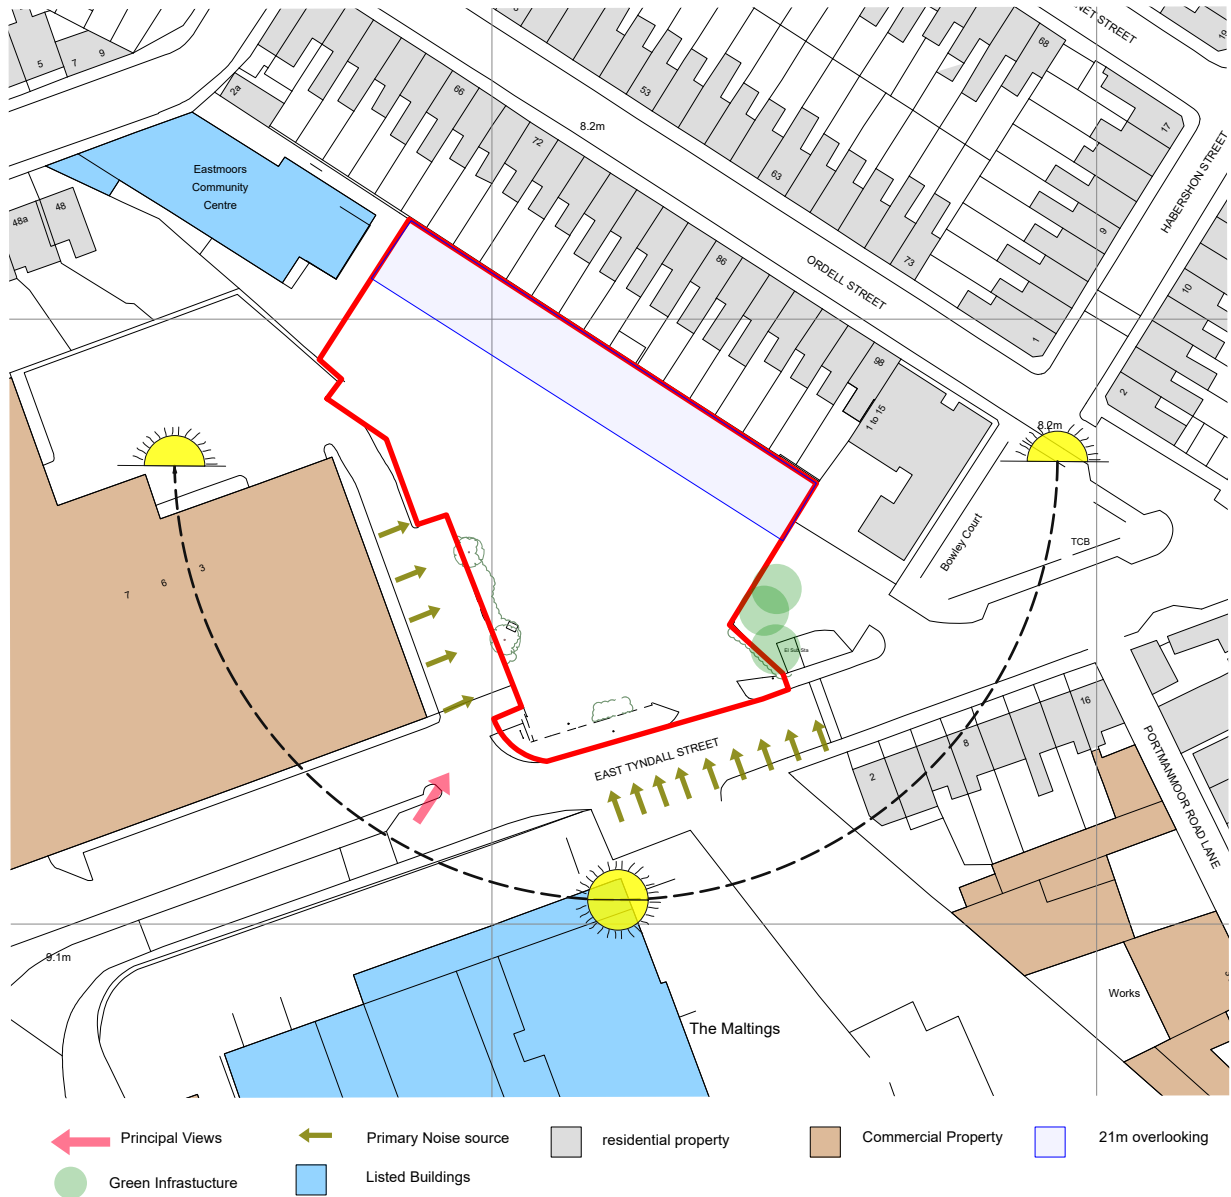 5
7
9
2a
66
72
8.2m
53
63
68
NET STREET
19
17
HABERSHON STREET
9
10
Eastmoors
Community
Centre
48a
48
86
ORDELL STREET
73
1
2
98
1 to 15
8.2m
Bowley Court
TCB
7
6
3
El Sub Sta
EAST TYNDALL STREET
2
8
16
PORTMANMOOR ROAD LANE
9.1m
Works
The Maltings
Principal Views
Primary Noise source
residential property
Commercial Property
21m overlooking
Green Infrastucture
Listed Buildings